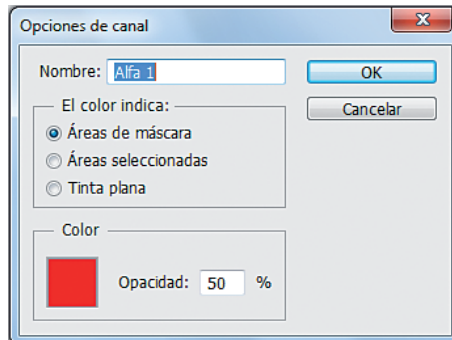 Opciones de canal
Nombre: Alfa 1
OK
Cancelar
El color indica:
Áreas de máscara
Áreas seleccionadas
Tinta plana
Color
Opacidad: 50 %